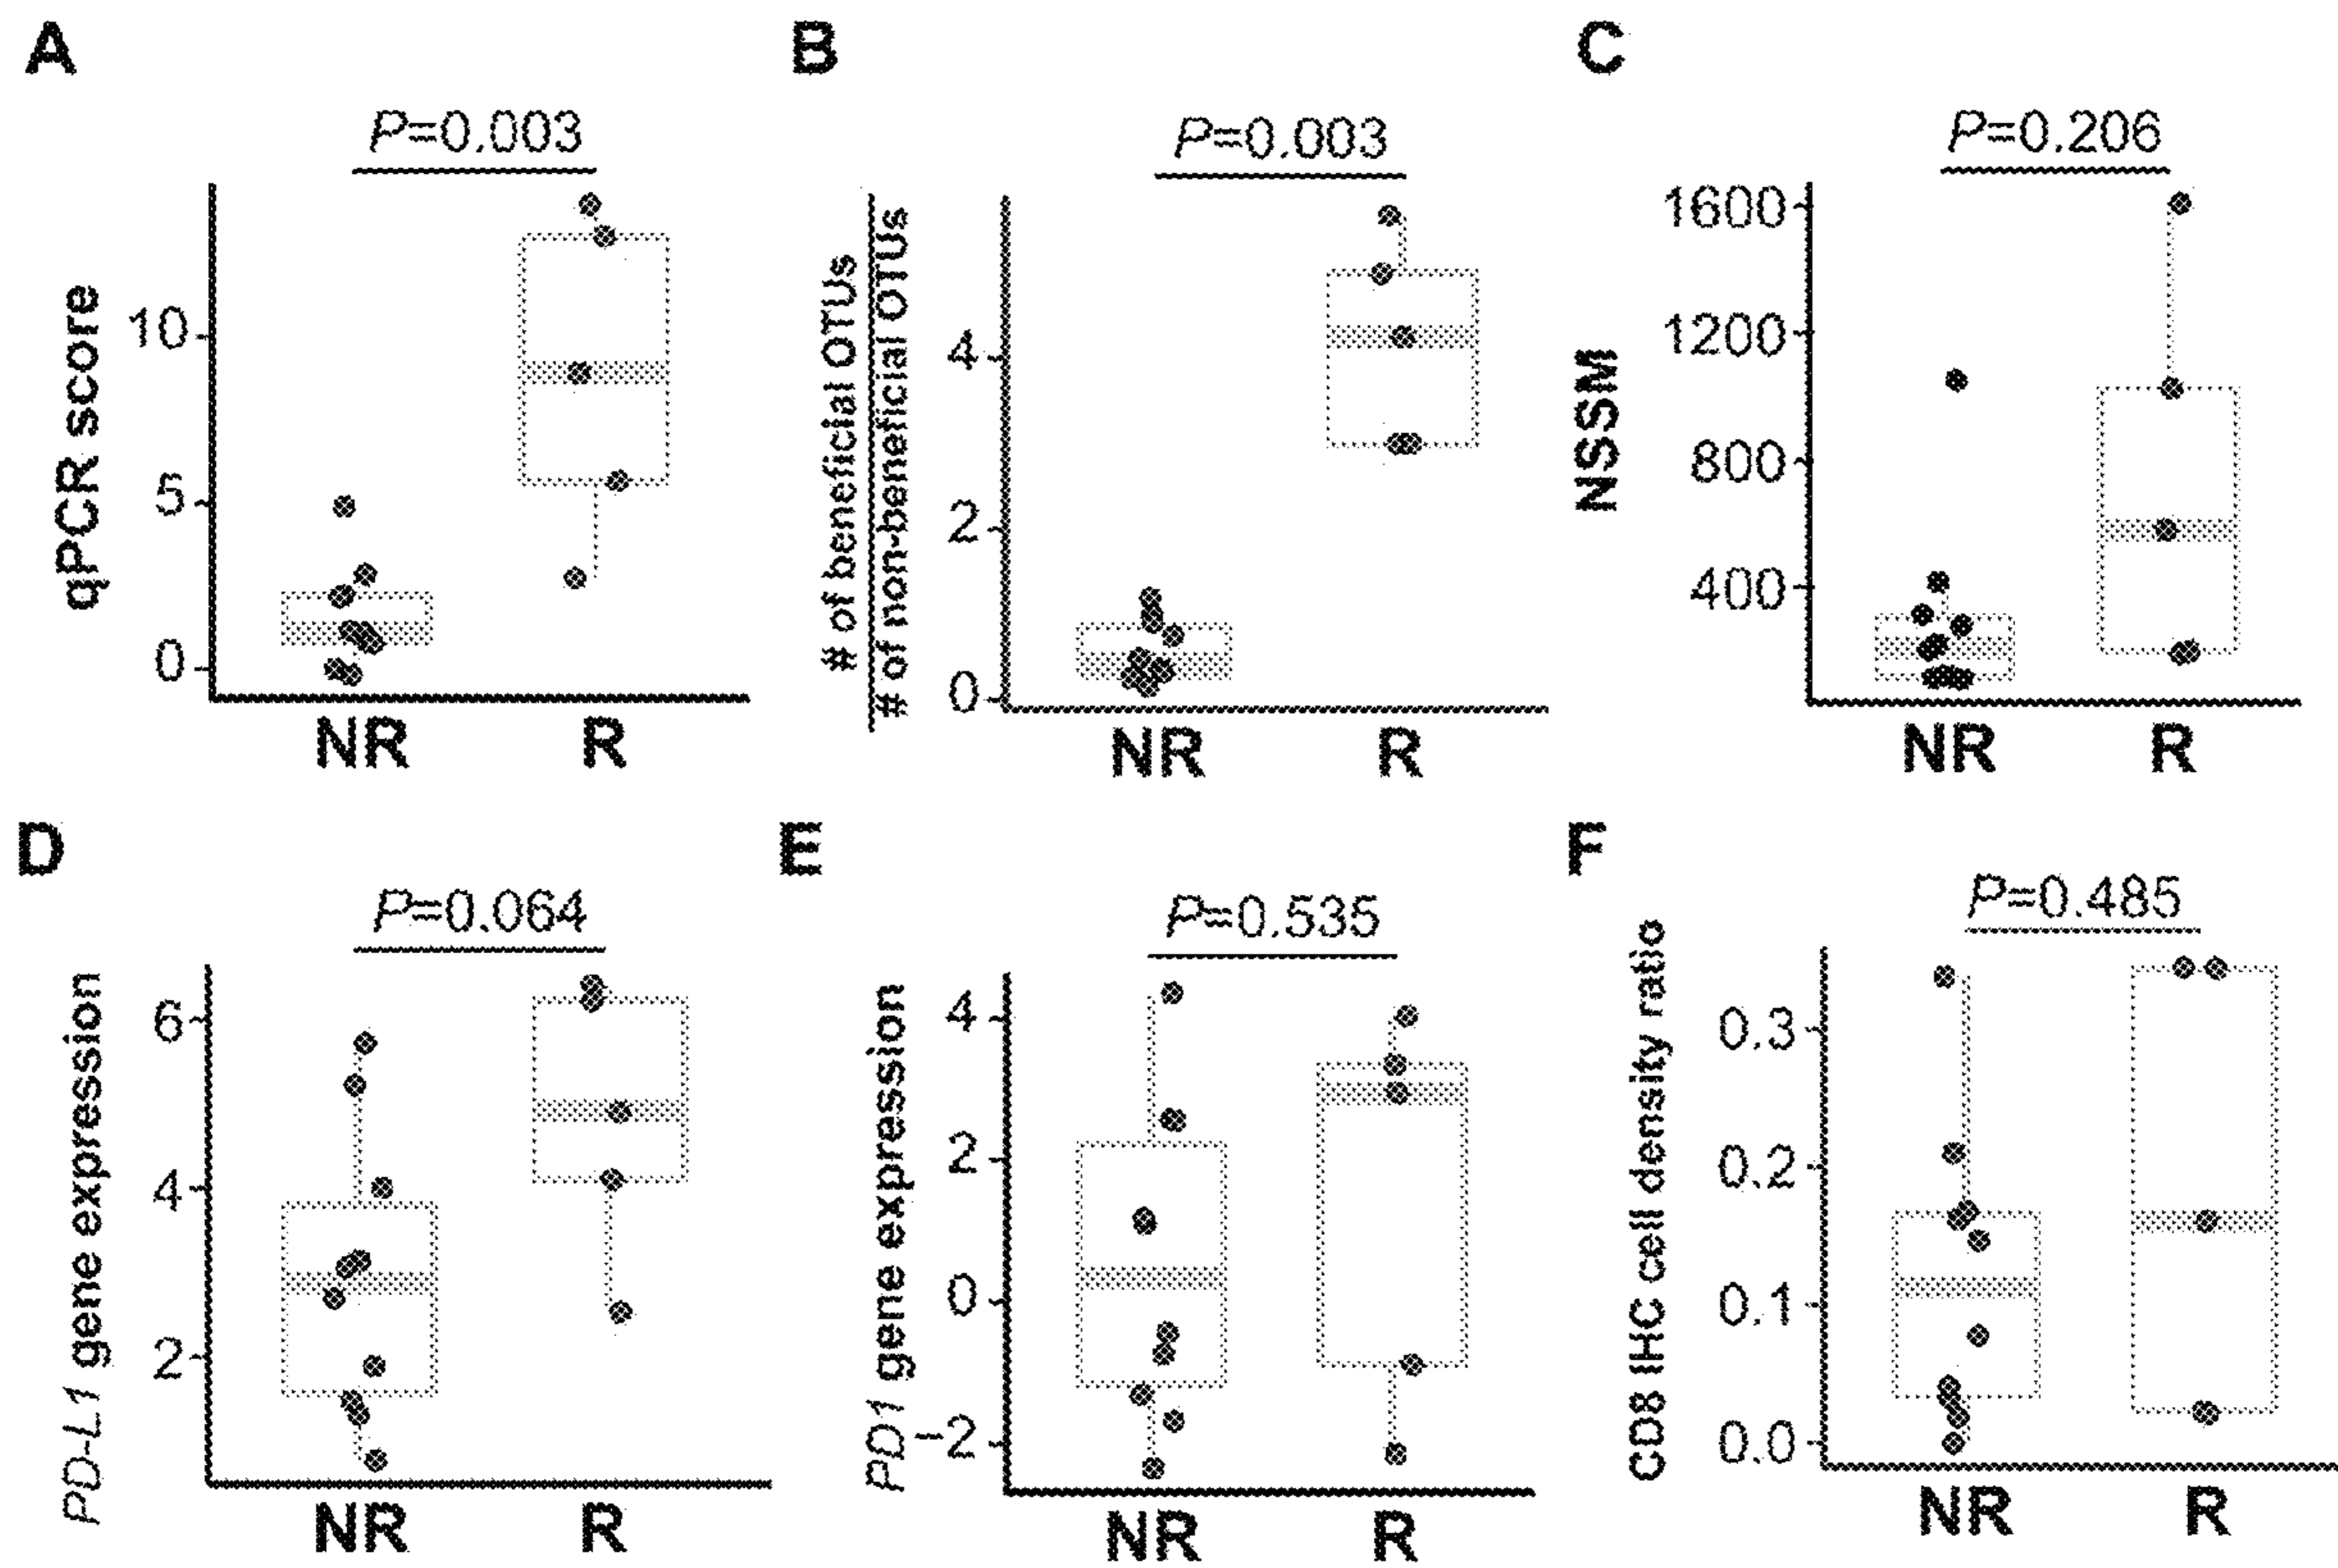 A
P=0.003
qPCR score
10
5
0
NR R
B
P=0.003
# of beneficial OTUs
# of non-beneficial OTUs
4
2
0
NR R
C
P=0.206
NSSM
1600
1200
800
400
NR R
D
P=0.064
PD-L1 gene expression
6
4
2
NR R
E
P=0.535
PD1 gene expression
4
2
0
−2
NR R
F
P=0.485
CD8 IHC cell density ratio
0.3
0.2
0.1
0.0
NR R